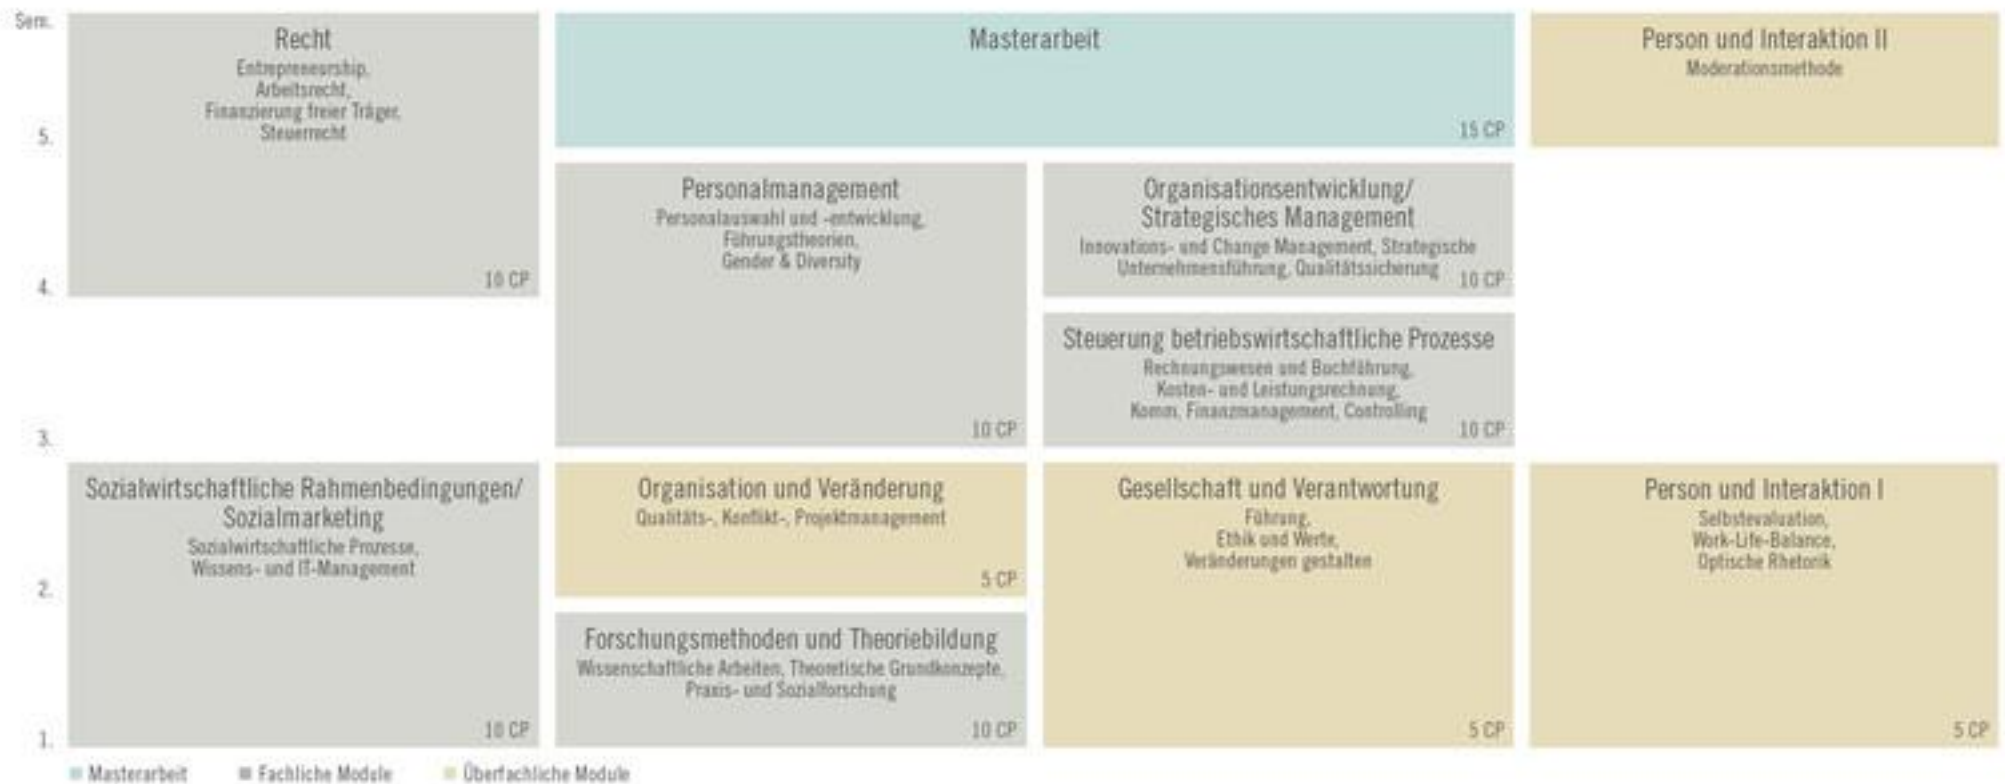 Sem.
Recht
Entrepreneurship,
Arbeitsrecht,
Finanzierung freier Träger,
Steuerrecht
10 CP
Masterarbeit
15 CP
Person und Interaktion II
Moderationsmethode
5.
Personalmanagement
Personalauswahl und -entwicklung,
Führungstheorien,
Gender & Diversity
10 CP
Organisationsentwicklung/
Strategisches Management
Innovations- und Change Management, Strategische
Unternehmensführung, Qualitätssicherung
10 CP
4.
Steuerung betriebswirtschaftliche Prozesse
Rechnungswesen und Buchführung,
Kosten- und Leistungsrechnung,
Komm. Finanzmanagement, Controlling
10 CP
3.
Sozialwirtschaftliche Rahmenbedingungen/
Sozialmarketing
Sozialwirtschaftliche Prozesse,
Wissens- und IT-Management
10 CP
Organisation und Veränderung
Qualitäts-, Konflikt-, Projektmanagement
5 CP
Gesellschaft und Verantwortung
Führung,
Ethik und Werte,
Veränderungen gestalten
5 CP
Person und Interaktion I
Selbstevaluation,
Work-Life-Balance,
Optische Rhetorik
5 CP
2.
Forschungsmethoden und Theoriebildung
Wissenschaftliche Arbeiten, Theoretische Grundkonzepte,
Praxis- und Sozialforschung
10 CP
1.
Masterarbeit
Fachliche Module
Überfachliche Module